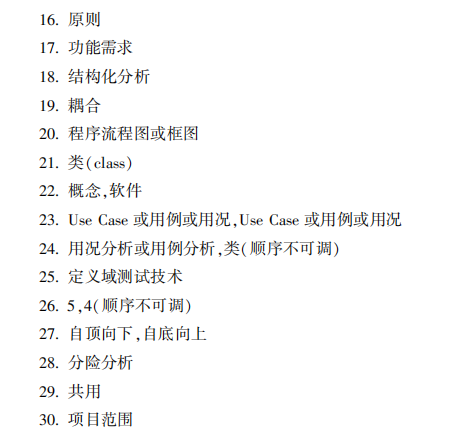 16. 原则
17. 功能需求
18. 结构化分析
19. 耦合
20. 程序流程图或框图
21. 类(class)
22. 概念,软件
23. Use Case 或用例或用况,Use Case 或用例或用况
24. 用况分析或用例分析,类(顺序不可调)
25. 定义域测试技术
26. 5,4(顺序不可调)
27. 自顶向下,自底向上
28. 分险分析
29. 共用
30. 项目范围